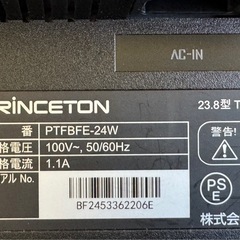 AC-IN
RINCETON
23.8型 T
番 PTFBFE-24W
格電圧 100V~, 50/60Hz
格電流 1.1A
アル No.
警告!
PS
E
BF2453362206E
株式会